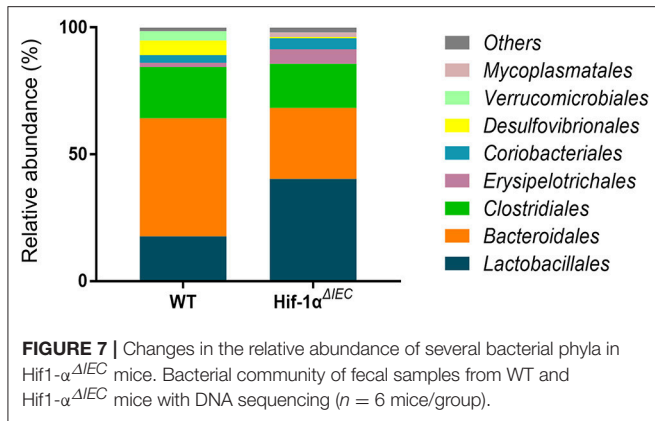 Relative abundance (%)
100
50
0
WT
Hif-1α^ΔIEC
Others
Mycoplasmatales
Verrucomicrobiales
Desulfovibrionales
Coriobacteriales
Erysipelotrichales
Clostridiales
Bacteroidales
Lactobacillales
FIGURE 7 | Changes in the relative abundance of several bacterial phyla in
Hif1-α^ΔIEC mice. Bacterial community of fecal samples from WT and
Hif1-α^ΔIEC mice with DNA sequencing (n = 6 mice/group).